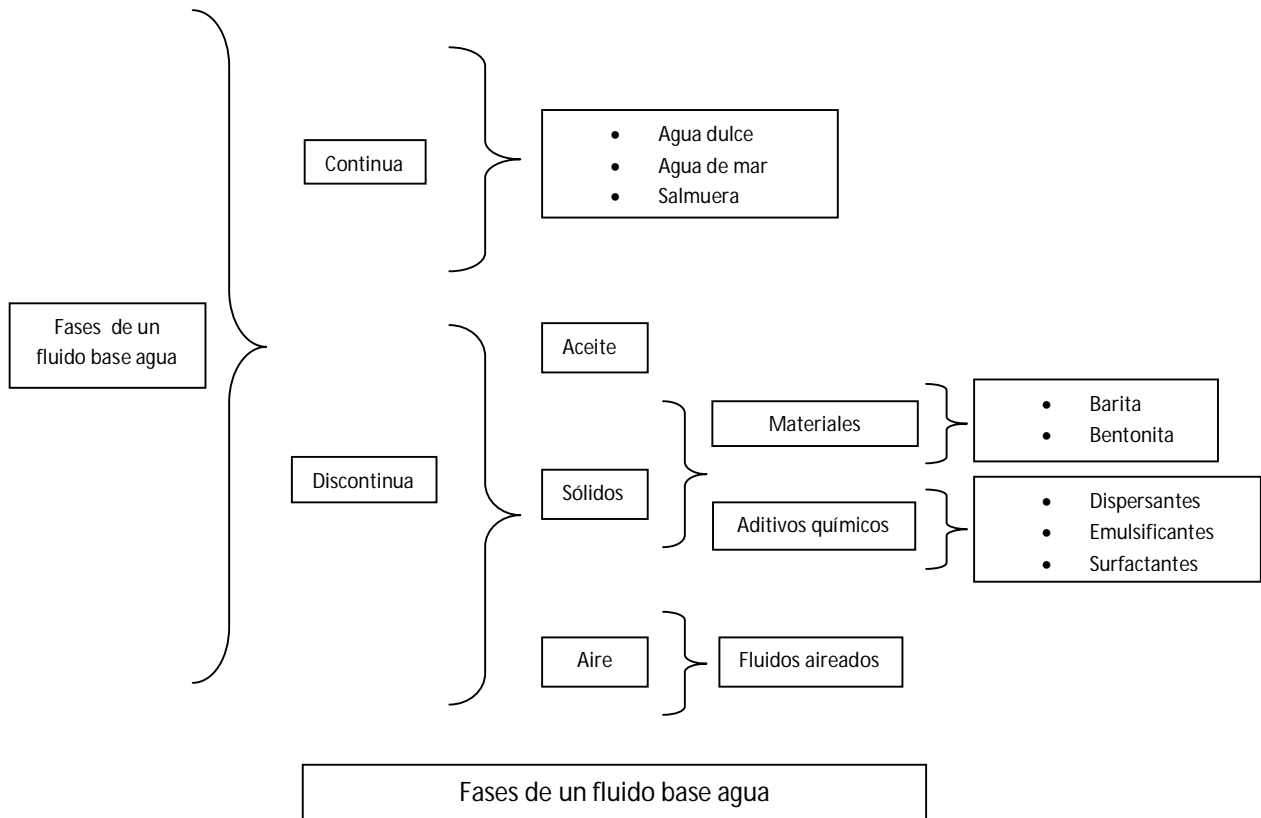 Fases de un
fluido base agua
Continua
• Agua dulce
• Agua de mar
• Salmuera
Discontinua
Aceite
Sólidos
Materiales
• Barita
• Bentonita
Aditivos químicos
• Dispersantes
• Emulsificantes
• Surfactantes
Aire
Fluidos aireados
Fases de un fluido base agua